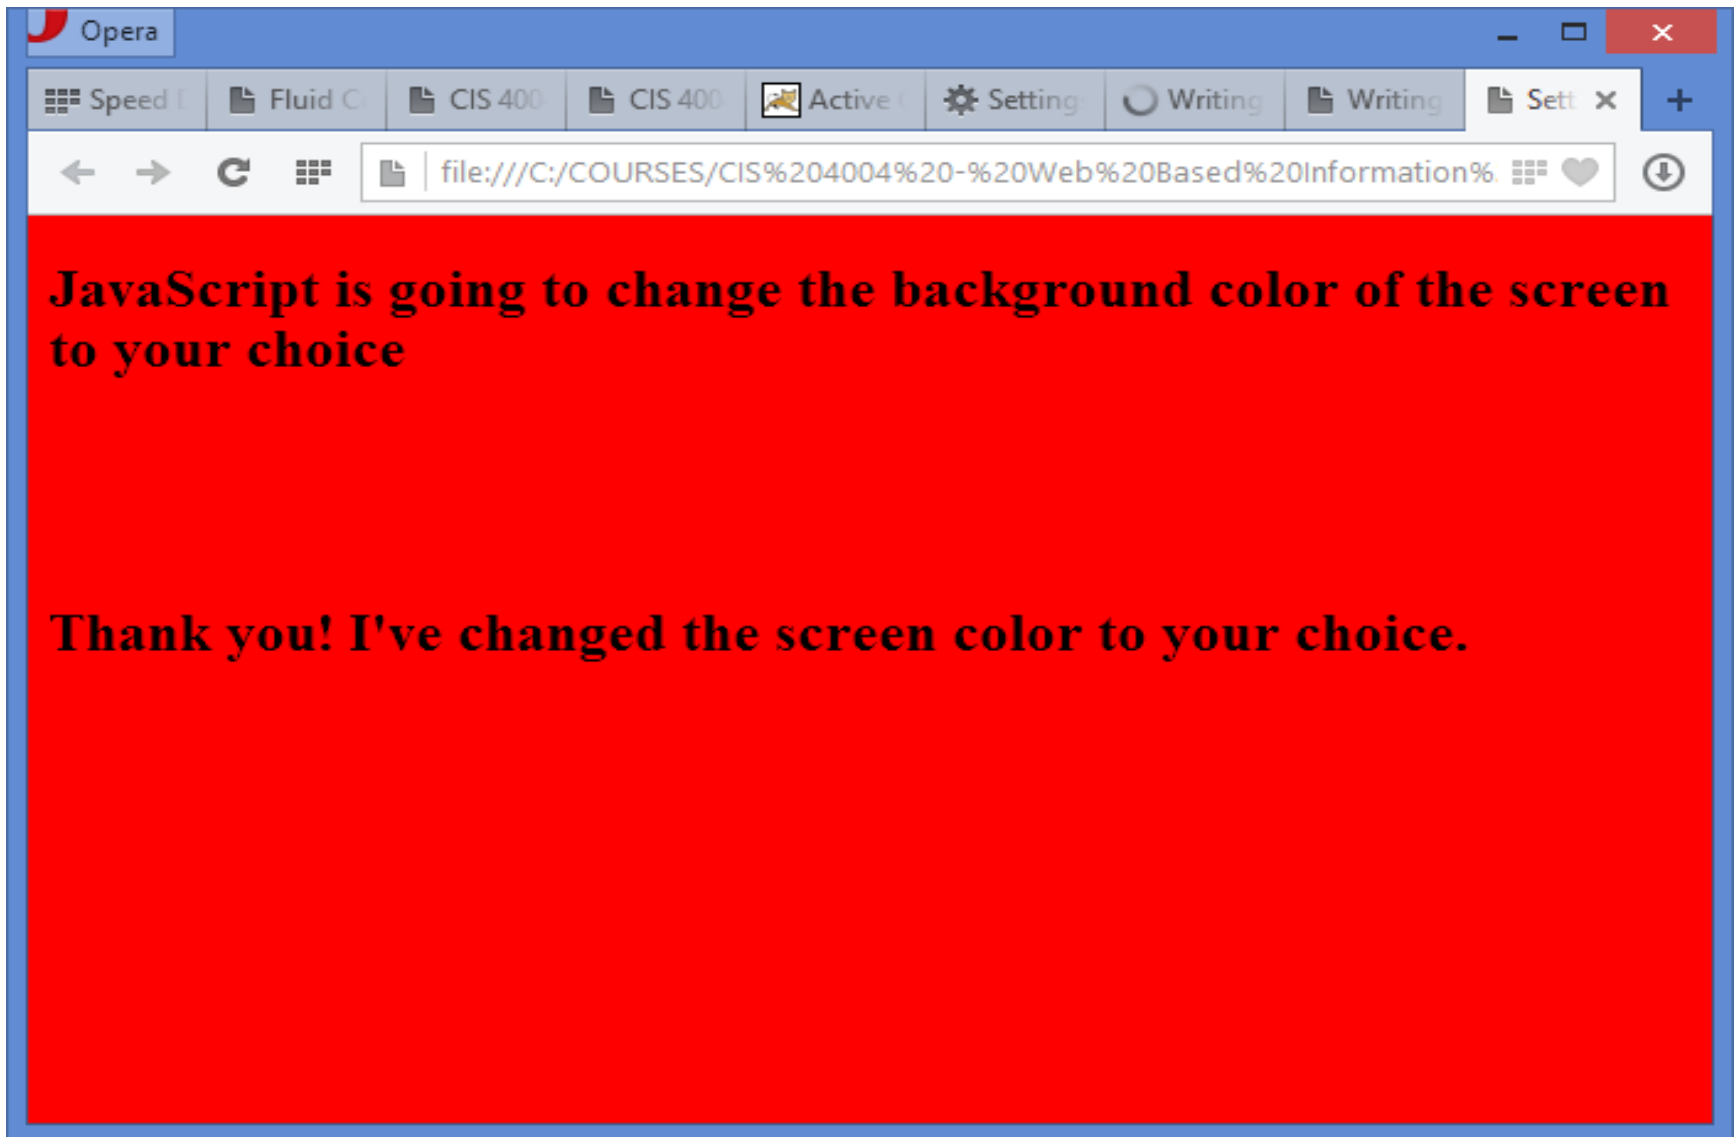 Opera
Speed Fluid CIS 400 CIS 400 Active Setting Writing Writing Sett
file:///C:/COURSES/CIS%204004%20-%20Web%20Based%20Information%
JavaScript is going to change the background color of the screen
to your choice
Thank you! I've changed the screen color to your choice.